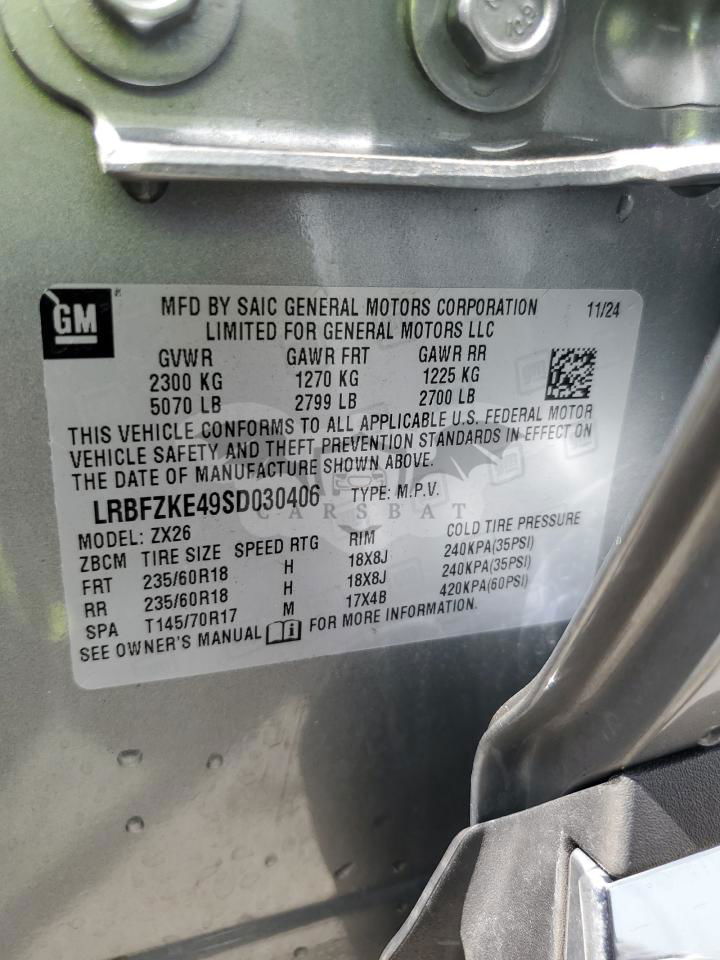 GM
MFD BY SAIC GENERAL MOTORS CORPORATION 11/24
LIMITED FOR GENERAL MOTORS LLC
GVWR GAWR FRT GAWR RR
2300 KG 1270 KG 1225 KG
5070 LB 2799 LB 2700 LB
THIS VEHICLE CONFORMS TO ALL APPLICABLE U.S. FEDERAL MOTOR
VEHICLE SAFETY AND THEFT PREVENTION STANDARDS IN EFFECT ON
THE DATE OF MANUFACTURE SHOWN ABOVE.
LRBFZKE49SD030406 TYPE: M.P.V.
CARSBAT
MODEL: ZX26
ZBCM TIRE SIZE SPEED RTG RIM COLD TIRE PRESSURE
FRT 235/60R18 H 18X8J 240KPA(35PSI)
RR 235/60R18 H 18X8J 240KPA(35PSI)
SPA T145/70R17 M 17X4B 420KPA(60PSI)
SEE OWNER'S MANUAL FOR MORE INFORMATION.